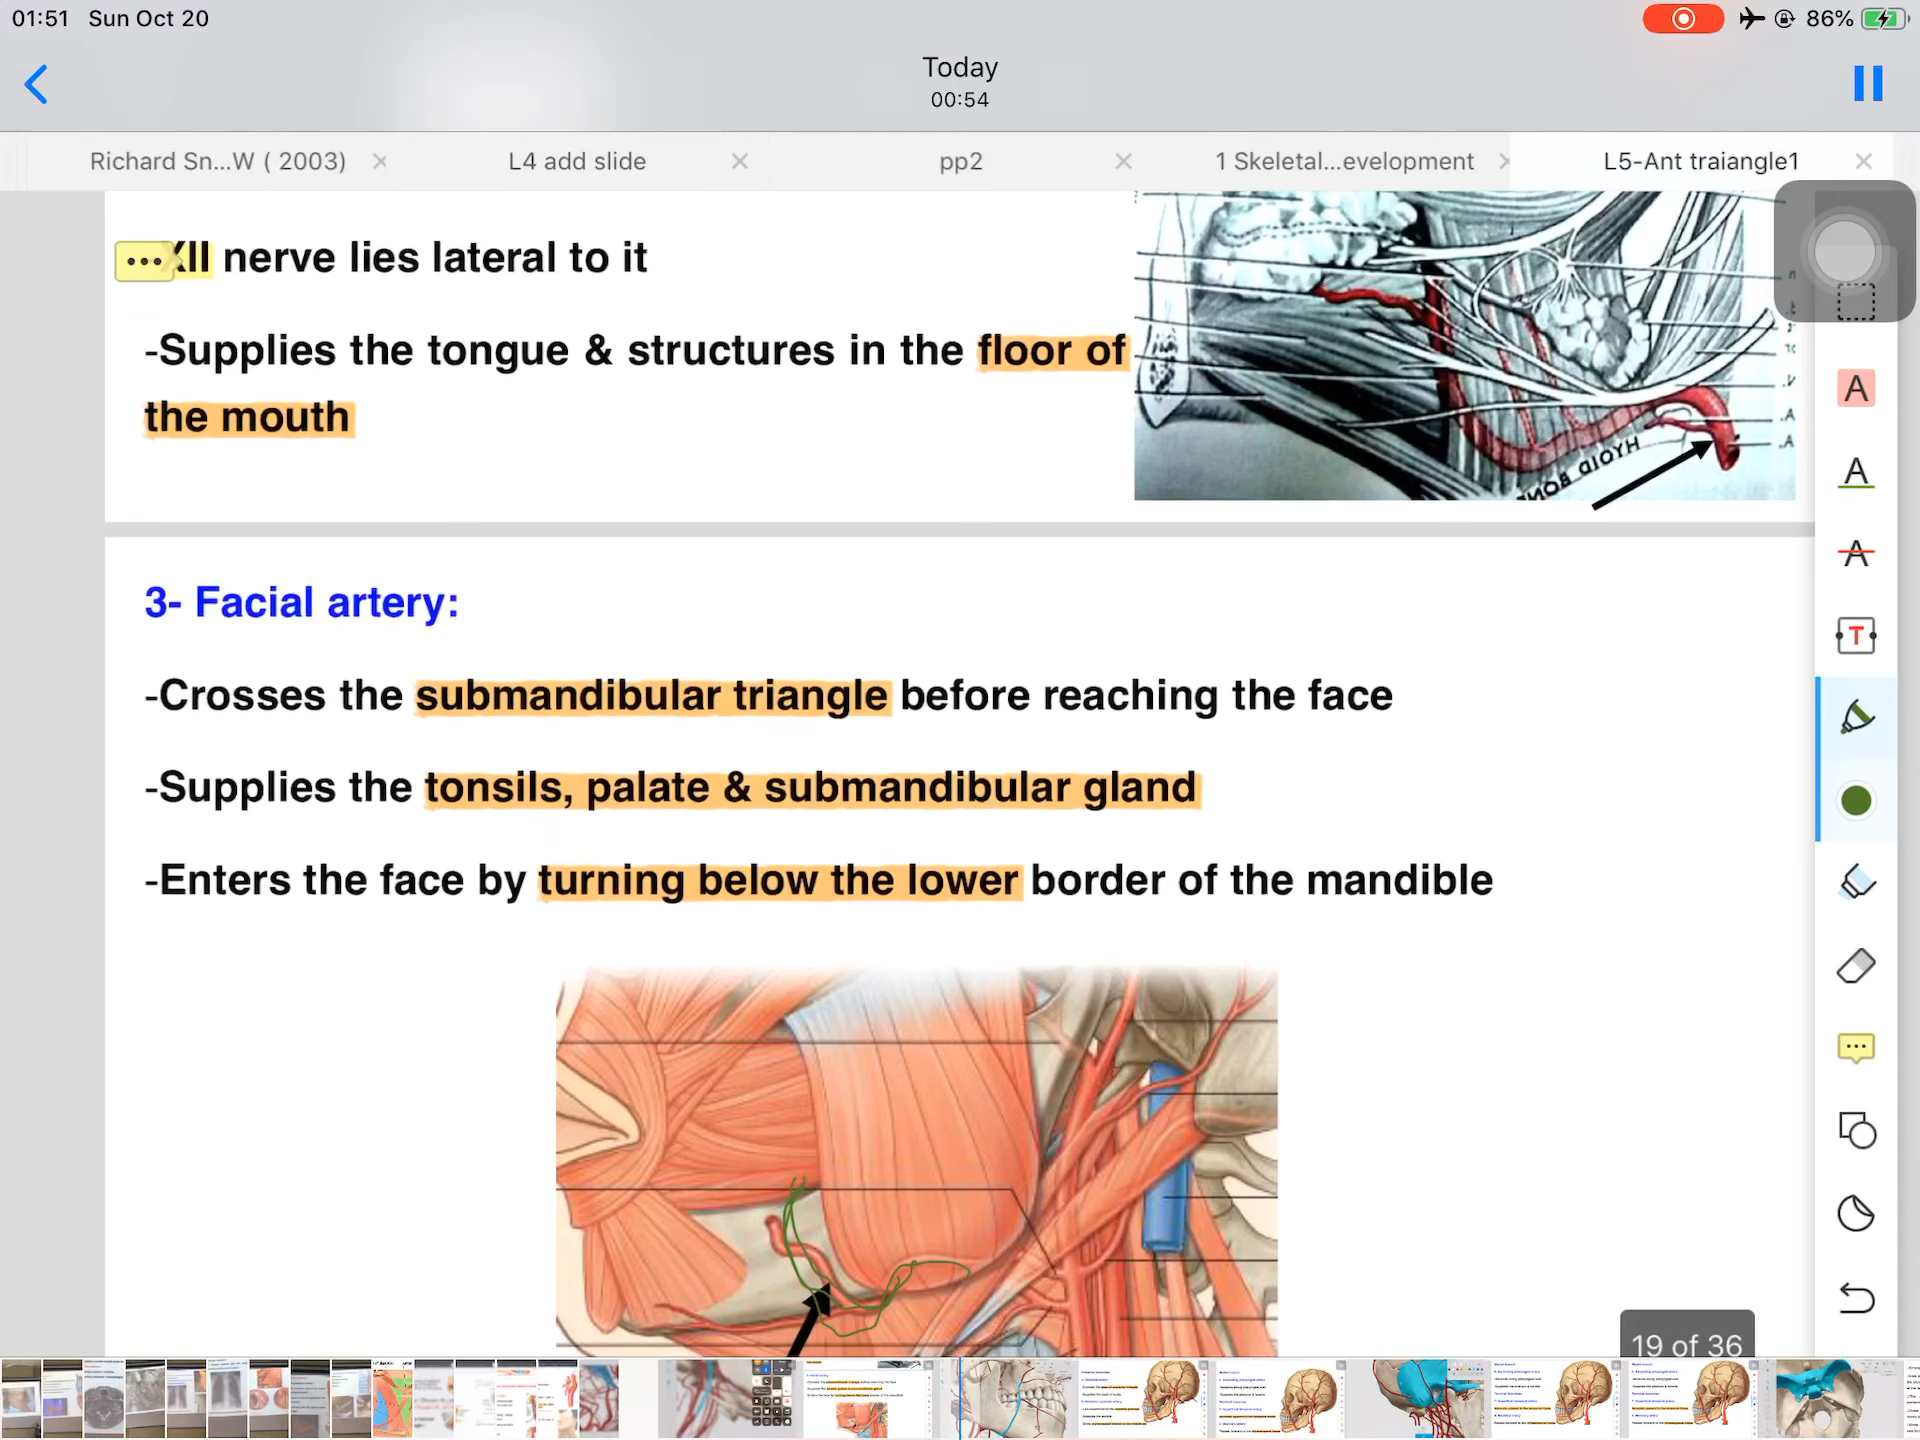 01:51 Sun Oct 20
86%
Today
00:54
Richard Sn...W ( 2003)
L4 add slide
pp2
1 Skeletal...evelopment
L5-Ant traiangle1
XII nerve lies lateral to it
-Supplies the tongue & structures in the floor of
the mouth
HYOID BONE
3- Facial artery:
-Crosses the submandibular triangle before reaching the face
-Supplies the tonsils, palate & submandibular gland
-Enters the face by turning below the lower border of the mandible
A
A
A
T
19 of 36